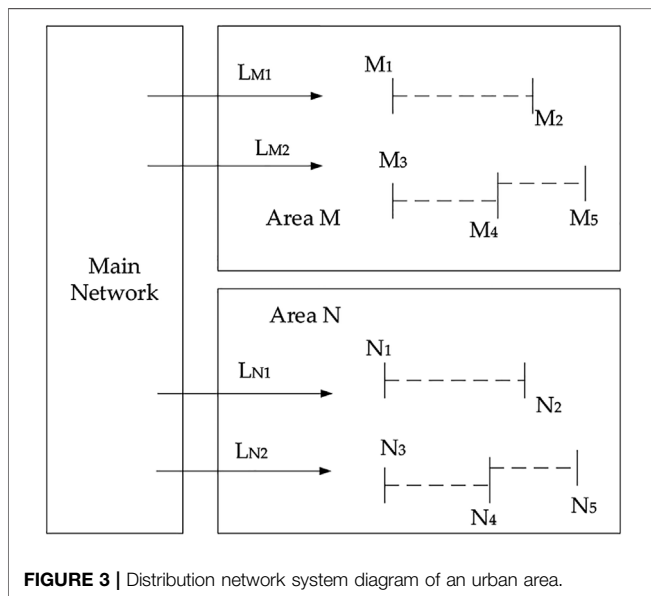 Main
Network
LM1
LM2
M1
M2
M3
Area M
M4
M5
Area N
LN1
N1
N2
LN2
N3
N4
N5
FIGURE 3 | Distribution network system diagram of an urban area.